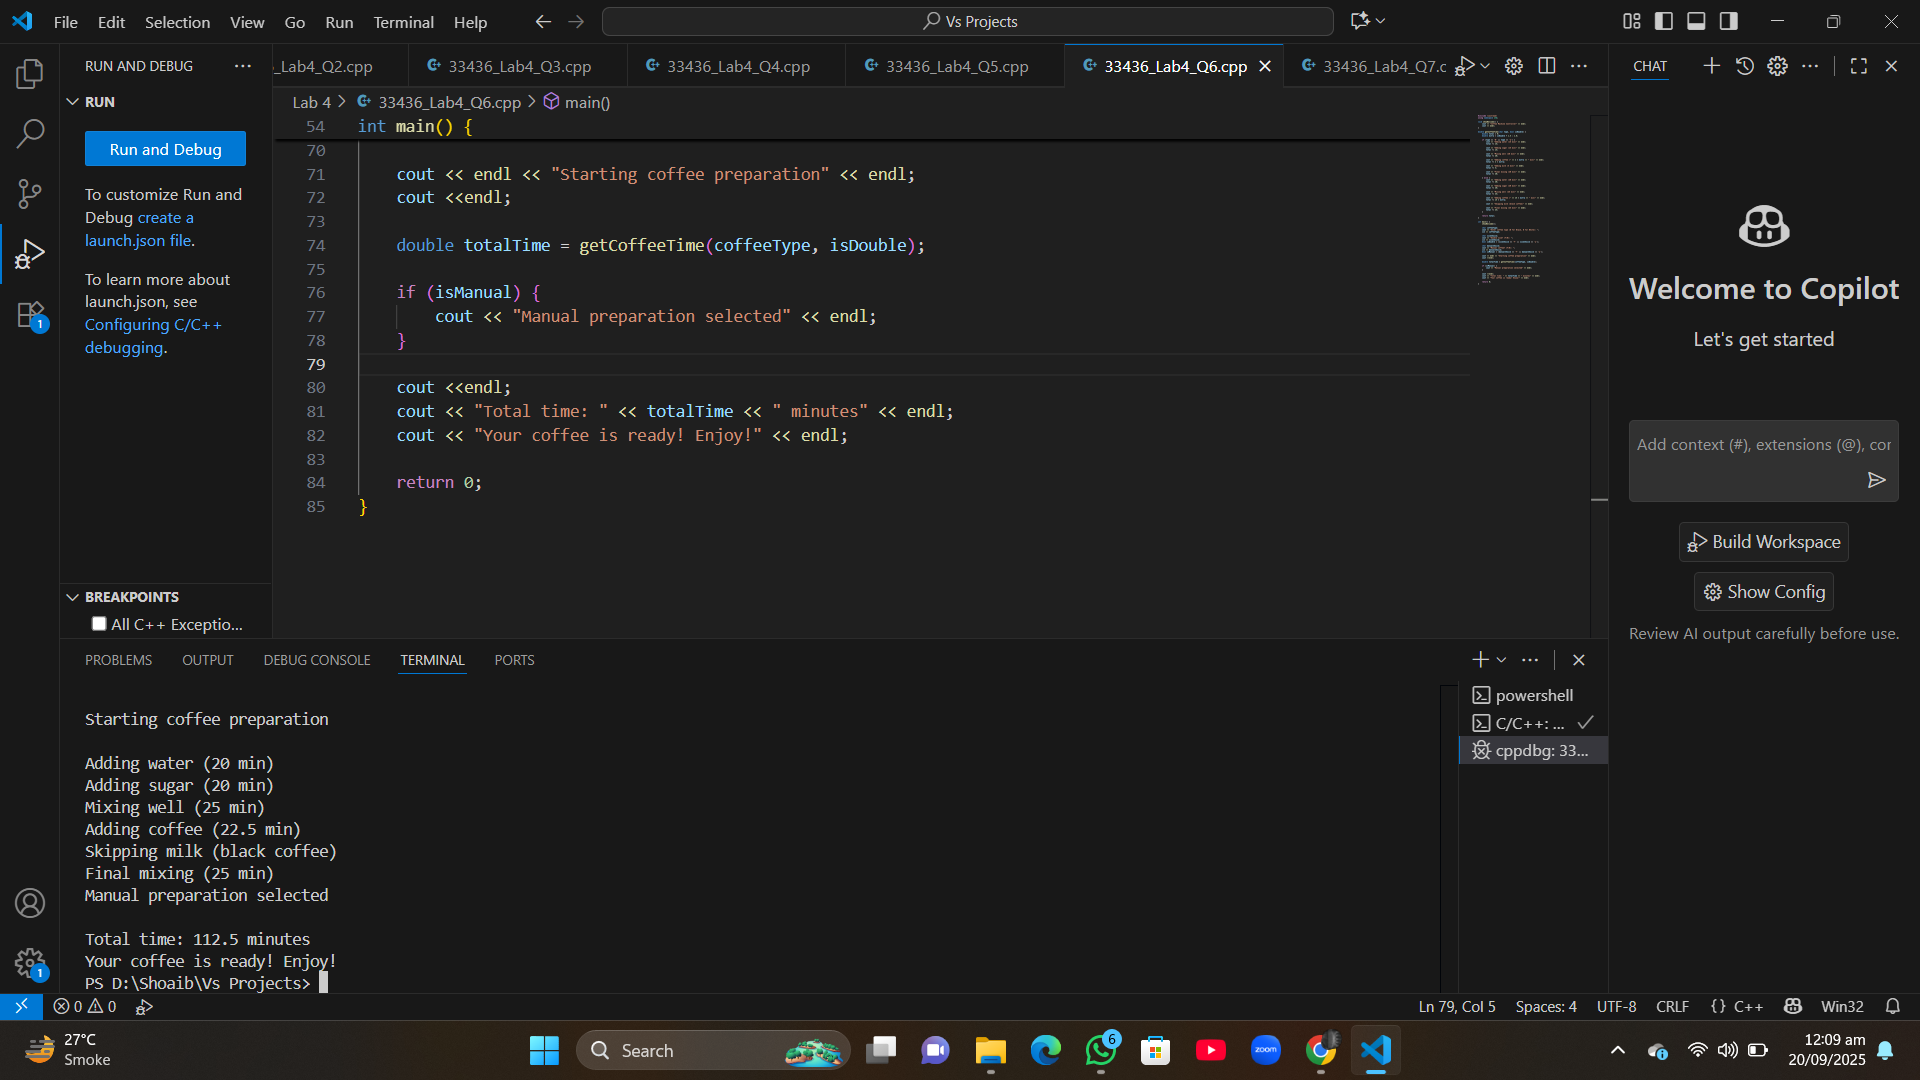 File Edit Selection View Go Run Terminal Help
Vs Projects
RUN AND DEBUG
_Lab4_Q2.cpp
33436_Lab4_Q3.cpp
33436_Lab4_Q4.cpp
33436_Lab4_Q5.cpp
33436_Lab4_Q6.cpp
33436_Lab4_Q7.c
CHAT
RUN
Run and Debug
To customize Run and
Debug create a
launch.json file.
To learn more about
launch.json, see
Configuring C/C++
debugging.
BREAKPOINTS
All C++ Exceptio...
Lab 4 > 33436_Lab4_Q6.cpp > main()
54 int main() {
70
71 cout << endl << "Starting coffee preparation" << endl;
72 cout <<endl;
73
74 double totalTime = getCoffeeTime(coffeeType, isDouble);
75
76 if (isManual) {
77 cout << "Manual preparation selected" << endl;
78 }
79
80 cout <<endl;
81 cout << "Total time: " << totalTime << " minutes" << endl;
82 cout << "Your coffee is ready! Enjoy!" << endl;
83
84 return 0;
85 }
Welcome to Copilot
Let's get started
Add context (#), extensions (@), cor
Build Workspace
Show Config
Review AI output carefully before use.
PROBLEMS OUTPUT DEBUG CONSOLE TERMINAL PORTS
Starting coffee preparation
Adding water (20 min)
Adding sugar (20 min)
Mixing well (25 min)
Adding coffee (22.5 min)
Skipping milk (black coffee)
Final mixing (25 min)
Manual preparation selected
Total time: 112.5 minutes
Your coffee is ready! Enjoy!
PS D:\Shoaib\Vs Projects>
powershell
C/C++: ...
cppdbg: 33...
1
1
0 0
Ln 79, Col 5 Spaces: 4 UTF-8 CRLF {} C++ Win32
27°C
Smoke
Search
6
zoom
12:09 am
20/09/2025